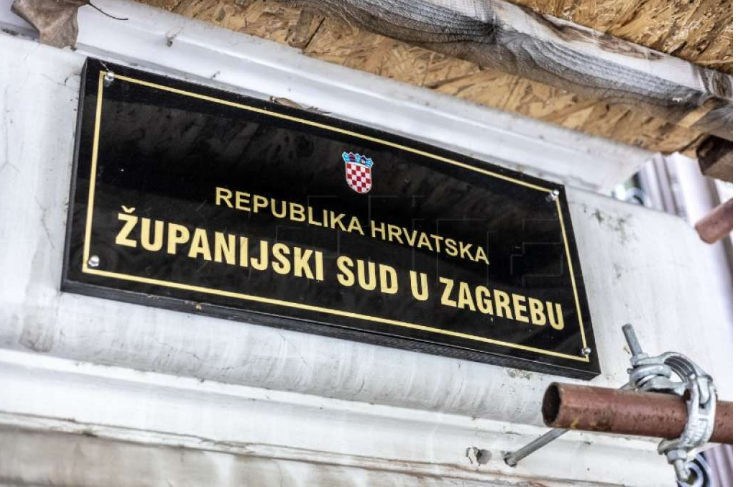 REPUBLIKA HRVATSKA
ŽUPANIJSKI SUD U ZAGREBU